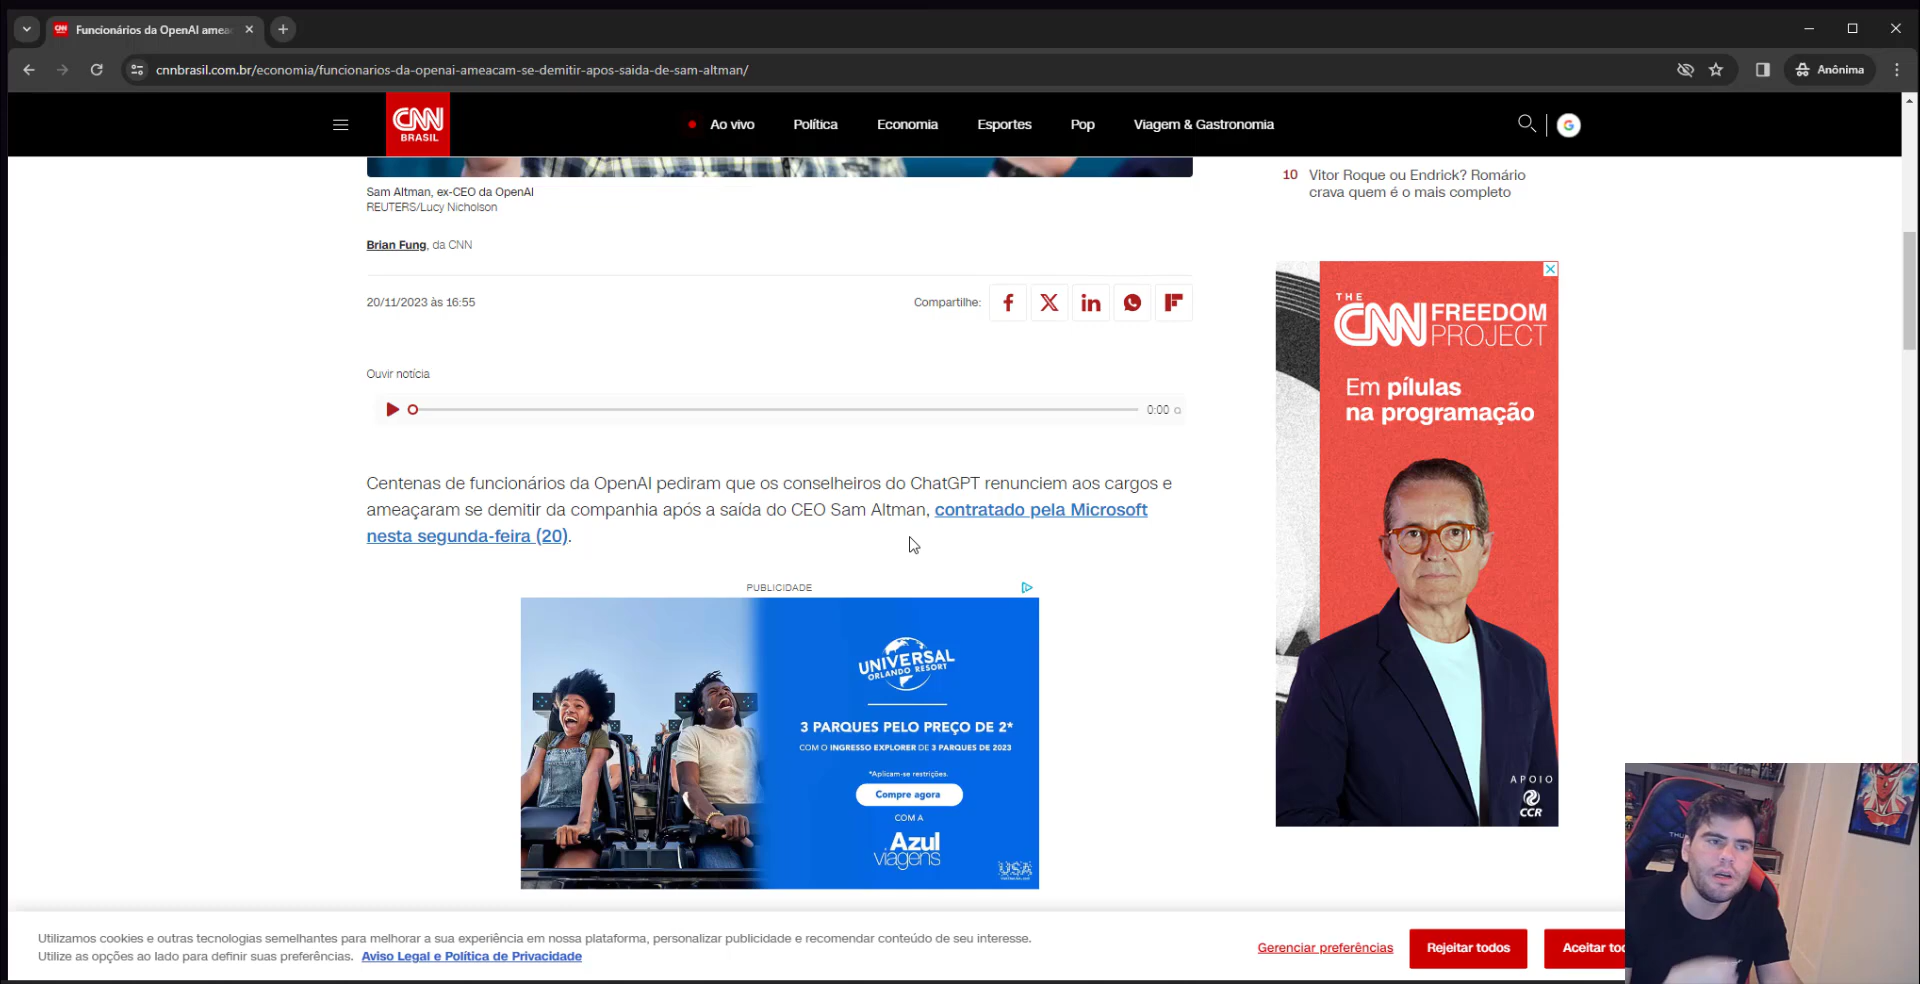 Funcionários da OpenAI amea
cnnbrasil.com.br/economia/funcionarios-da-openai-ameacam-se-demitir-apos-saida-de-sam-altman/
Anônima
CNN
BRASIL
Ao vivo
Política
Economia
Esportes
Pop
Viagem & Gastronomia
Sam Altman, ex-CEO da OpenAI
REUTERS/Lucy Nicholson
Brian Fung, da CNN
20/11/2023 às 16:55
Compartilhe:
Ouvir notícia
0:00
Centenas de funcionários da OpenAI pediram que os conselheiros do ChatGPT renunciem aos cargos e
ameaçaram se demitir da companhia após a saída do CEO Sam Altman, contratado pela Microsoft
nesta segunda-feira (20).
PUBLICIDADE
UNIVERSAL
ORLANDO RESORT
3 PARQUES PELO PREÇO DE 2*
COM O INGRESSO EXPLORER DE 3 PARQUES DE 2023
*Aplicam-se restrições.
Compre agora
COM A
Azul
viagens
USA
10 Vitor Roque ou Endrick? Romário
crava quem é o mais completo
THE
CNN FREEDOM
PROJECT
Em pílulas
na programação
APOIO
CCR
Utilizamos cookies e outras tecnologias semelhantes para melhorar a sua experiência em nossa plataforma, personalizar publicidade e recomendar conteúdo de seu interesse.
Utilize as opções ao lado para definir suas preferências. Aviso Legal e Política de Privacidade
Gerenciar preferências
Rejeitar todos
Aceitar to